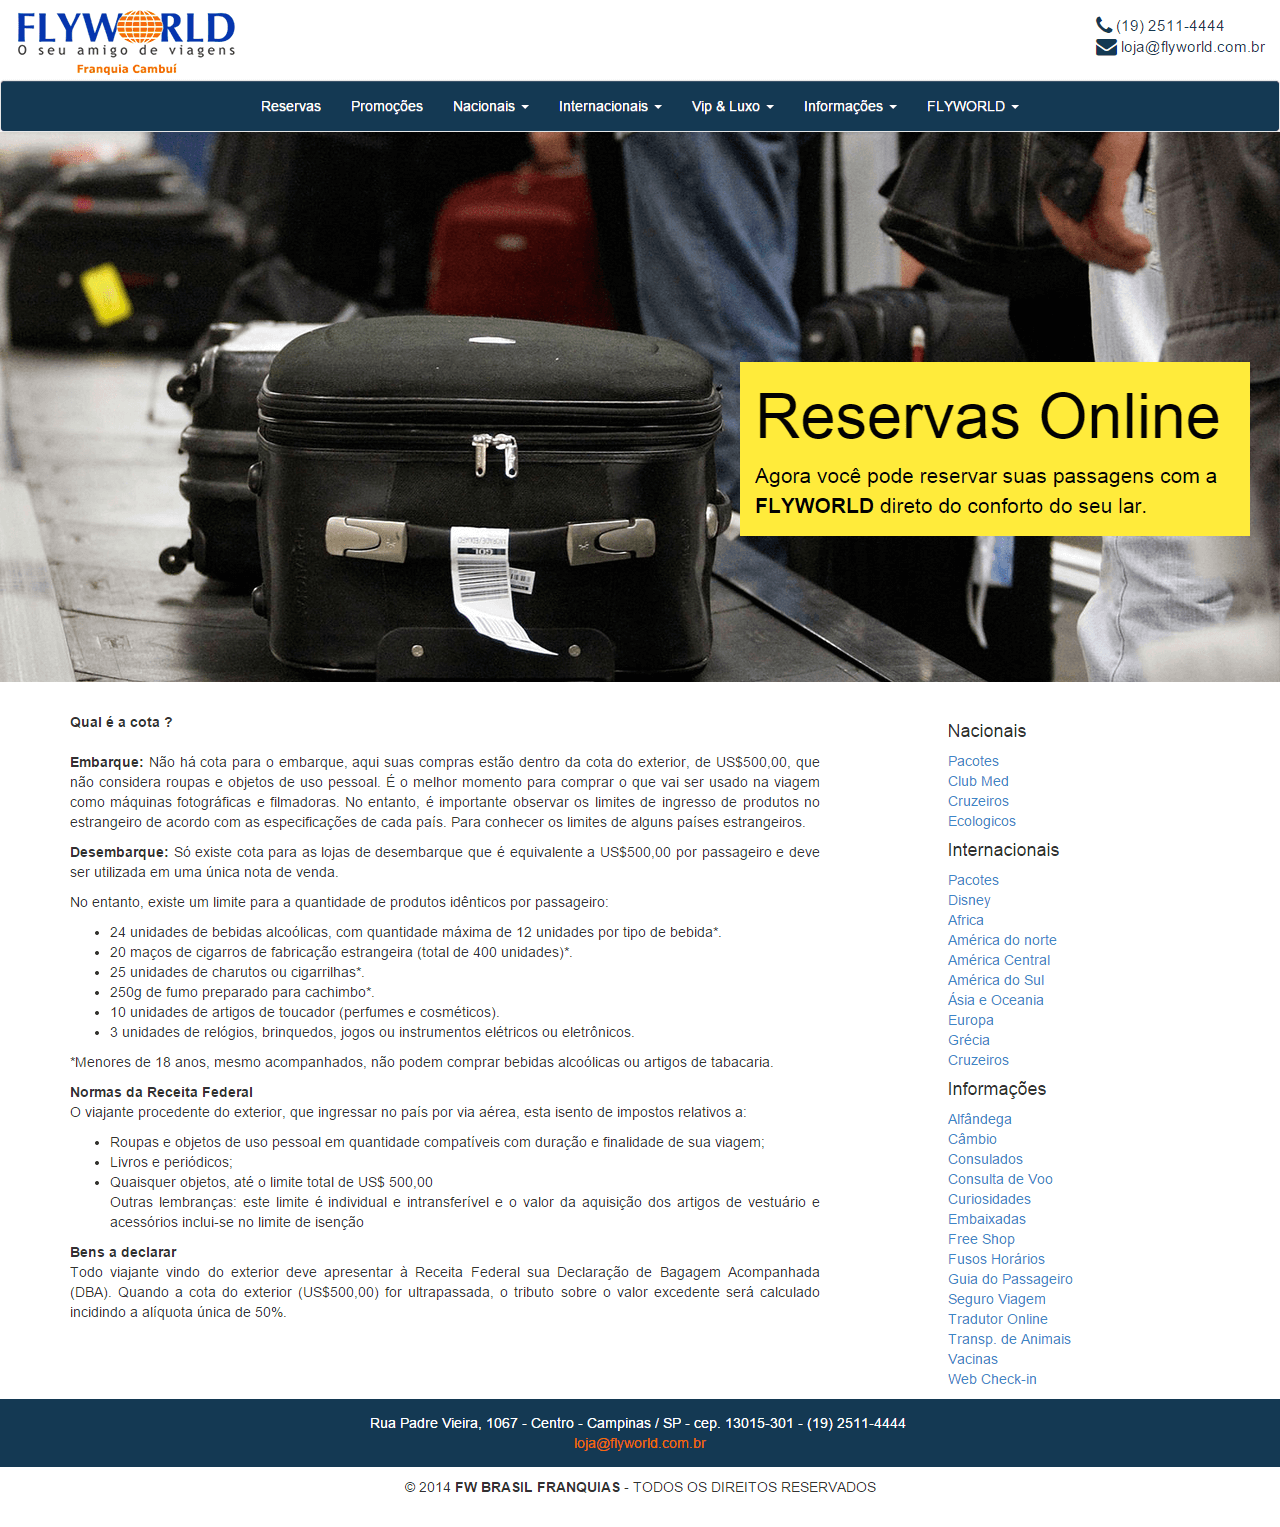 FLYWORLD
O seu amigo de viagens
Franquia Cambuí
(19) 2511-4444
loja@flyworld.com.br
Reservas Promoções Nacionais Internacionais Vip & Luxo Informações FLYWORLD
Reservas Online
Agora você pode reservar suas passagens com a
FLYWORLD direto do conforto do seu lar.
GOL
Qual é a cota ?
Embarque: Não há cota para o embarque, aqui suas compras estão dentro da cota do exterior, de US$500,00, que
não considera roupas e objetos de uso pessoal. É o melhor momento para comprar o que vai ser usado na viagem
como máquinas fotográficas e filmadoras. No entanto, é importante observar os limites de ingresso de produtos no
estrangeiro de acordo com as especificações de cada país. Para conhecer os limites de alguns países estrangeiros.
Desembarque: Só existe cota para as lojas de desembarque que é equivalente a US$500,00 por passageiro e deve
ser utilizada em uma única nota de venda.
No entanto, existe um limite para a quantidade de produtos idênticos por passageiro:
• 24 unidades de bebidas alcoólicas, com quantidade máxima de 12 unidades por tipo de bebida*.
• 20 maços de cigarros de fabricação estrangeira (total de 400 unidades)*.
• 25 unidades de charutos ou cigarrilhas*.
• 250g de fumo preparado para cachimbo*.
• 10 unidades de artigos de toucador (perfumes e cosméticos).
• 3 unidades de relógios, brinquedos, jogos ou instrumentos elétricos ou eletrônicos.
*Menores de 18 anos, mesmo acompanhados, não podem comprar bebidas alcoólicas ou artigos de tabacaria.
Normas da Receita Federal
O viajante procedente do exterior, que ingressar no país por via aérea, esta isento de impostos relativos a:
• Roupas e objetos de uso pessoal em quantidade compatíveis com duração e finalidade de sua viagem;
• Livros e periódicos;
• Quaisquer objetos, até o limite total de US$ 500,00
Outras lembranças: este limite é individual e intransferível e o valor da aquisição dos artigos de vestuário e
acessórios inclui-se no limite de isenção
Bens a declarar
Todo viajante vindo do exterior deve apresentar à Receita Federal sua Declaração de Bagagem Acompanhada
(DBA). Quando a cota do exterior (US$500,00) for ultrapassada, o tributo sobre o valor excedente será calculado
incidindo a alíquota única de 50%.
Nacionais
Pacotes
Club Med
Cruzeiros
Ecologicos
Internacionais
Pacotes
Disney
Africa
América do norte
América Central
América do Sul
Ásia e Oceania
Europa
Grécia
Cruzeiros
Informações
Alfândega
Câmbio
Consulados
Consulta de Voo
Curiosidades
Embaixadas
Free Shop
Fusos Horários
Guia do Passageiro
Seguro Viagem
Tradutor Online
Transp. de Animais
Vacinas
Web Check-in
Rua Padre Vieira, 1067 - Centro - Campinas / SP - cep. 13015-301 - (19) 2511-4444
loja@flyworld.com.br
© 2014 FW BRASIL FRANQUIAS - TODOS OS DIREITOS RESERVADOS